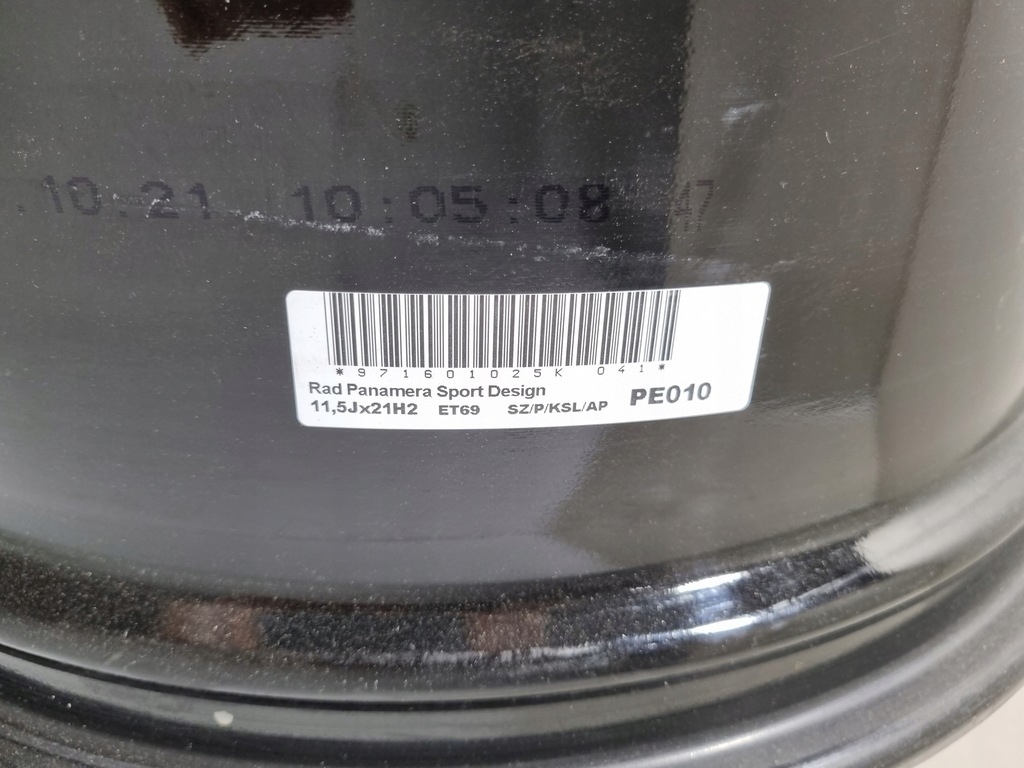 .10.21 10:05:08 47
*971601025K 041*
Rad Panamera Sport Design
11,5Jx21H2 ET69 SZ/P/KSL/AP PE010